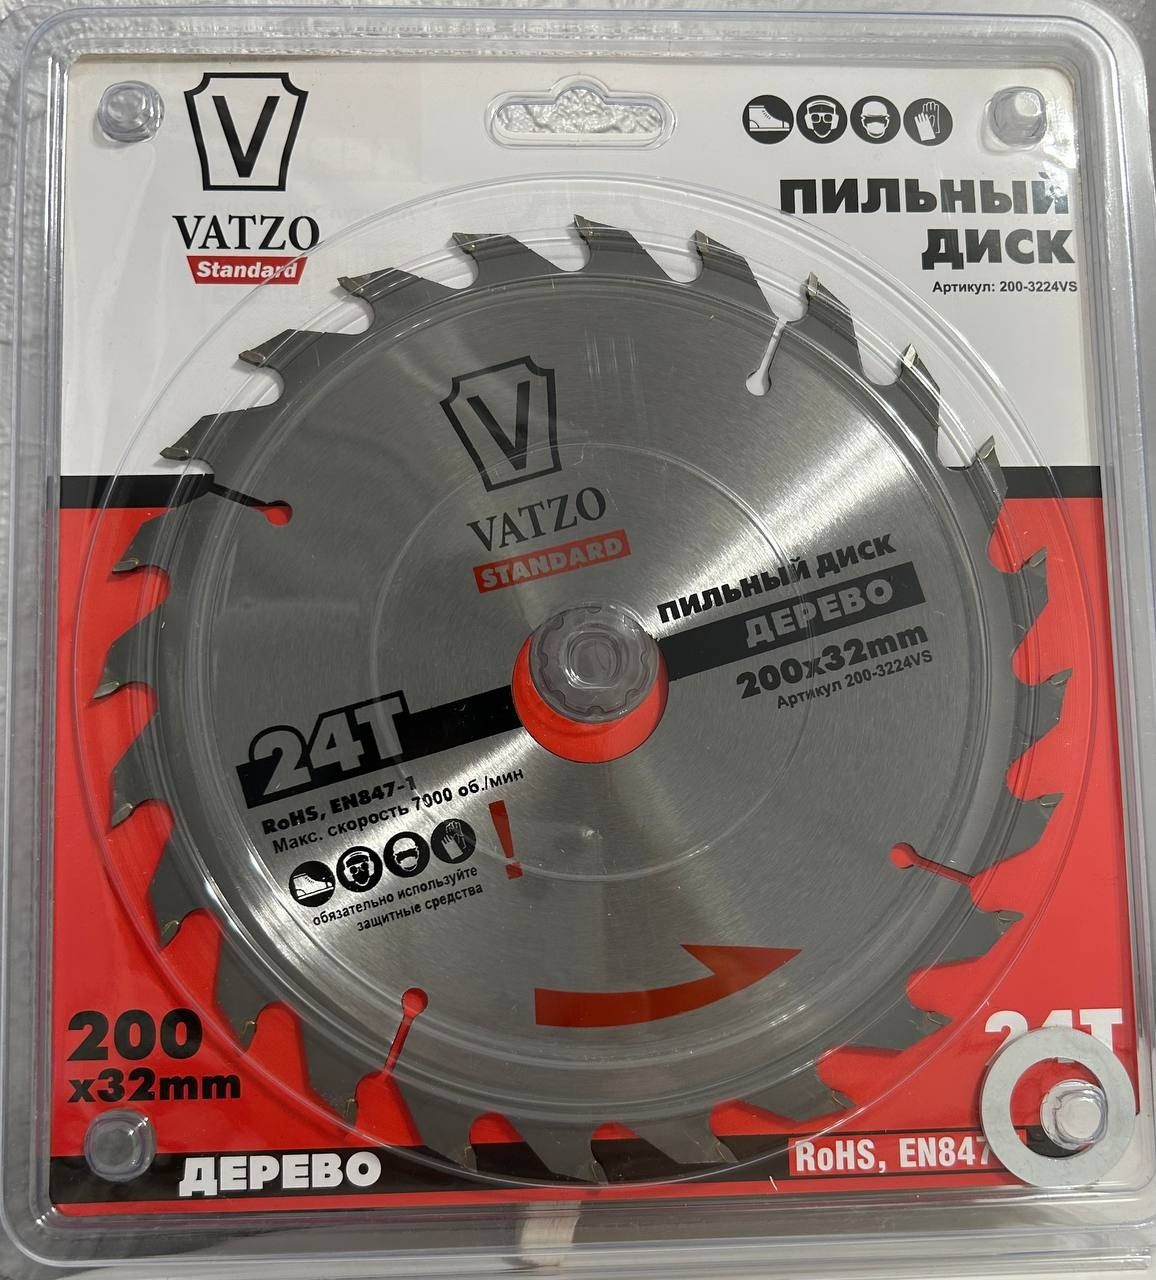 V
VATZO
Standard
ПИЛЬНЫЙ
ДИСК
Артикул: 200-3224VS
V
VATZO
STANDARD
ПИЛЬНЫЙ ДИСК
ДЕРЕВО
200x32mm
Артикул 200-3224VS
24T
RoHS, EN847-1
Макс. скорость 7000 об./мин
!
обязательно используйте
защитные средства
200
x32mm
ДЕРЕВО
24T
RoHS, EN847